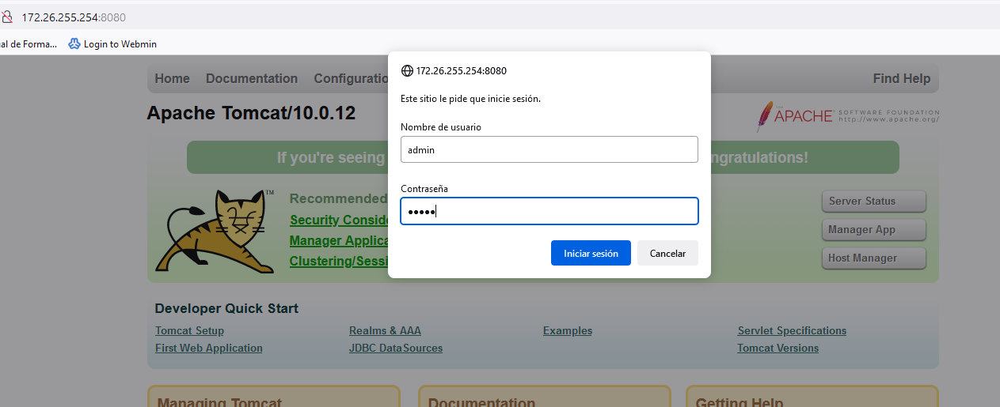 172.26.255.254:8080
al de Forma... Login to Webmin
172.26.255.254:8080
Este sitio le pide que inicie sesión.
Nombre de usuario
admin
Contraseña
Iniciar sesión Cancelar
Home Documentation Configuratio Find Help
Apache Tomcat/10.0.12
THE APACHE SOFTWARE FOUNDATION
http://www.apache.org/
If you're seeing ngratulations!
TM
Recommended
Security Conside
Manager Applica
Clustering/Sessi
Server Status
Manager App
Host Manager
Developer Quick Start
Tomcat Setup Realms & AAA Examples Servlet Specifications
First Web Application JDBC DataSources Tomcat Versions
Managing Tomcat Documentation Getting Help